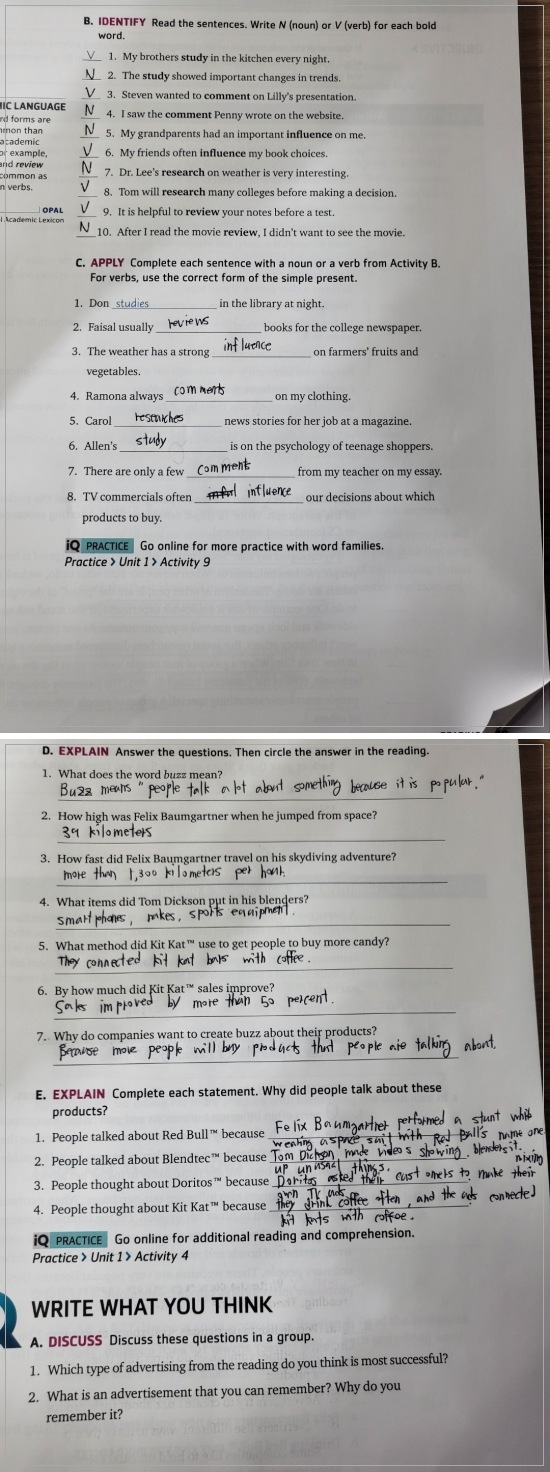 B. IDENTIFY Read the sentences. Write N (noun) or V (verb) for each bold
word.
V 1. My brothers study in the kitchen every night.
N 2. The study showed important changes in trends.
V 3. Steven wanted to comment on Lilly's presentation.
IC LANGUAGE
N 4. I saw the comment Penny wrote on the website.
rd forms are
N 5. My grandparents had an important influence on me.
mmon than
academic
V 6. My friends often influence my book choices.
or example,
and review
N 7. Dr. Lee's research on weather is very interesting.
common as
n verbs.
V 8. Tom will research many colleges before making a decision.
OPAL
V 9. It is helpful to review your notes before a test.
l Academic Lexicon
N 10. After I read the movie review, I didn't want to see the movie.
C. APPLY Complete each sentence with a noun or a verb from Activity B.
For verbs, use the correct form of the simple present.
1. Don studies in the library at night.
2. Faisal usually reviews books for the college newspaper.
3. The weather has a strong influence on farmers' fruits and
vegetables.
4. Ramona always comments on my clothing.
5. Carol researches news stories for her job at a magazine.
6. Allen's study is on the psychology of teenage shoppers.
7. There are only a few comments from my teacher on my essay.
8. TV commercials often influence our decisions about which
products to buy.
iQ PRACTICE Go online for more practice with word families.
Practice > Unit 1 > Activity 9
D. EXPLAIN Answer the questions. Then circle the answer in the reading.
1. What does the word buzz mean?
Buzz means "people talk a lot about something because it is popular."
2. How high was Felix Baumgartner when he jumped from space?
39 kilometers
3. How fast did Felix Baumgartner travel on his skydiving adventure?
more than 1,300 kilometers per hour.
4. What items did Tom Dickson put in his blenders?
smartphones, rakes, sports equipment.
5. What method did Kit Kat™ use to get people to buy more candy?
They connected kit kat bars with coffee.
6. By how much did Kit Kat™ sales improve?
Sales improved by more than 50 percent.
7. Why do companies want to create buzz about their products?
Because more people will buy products that people are talking about.
E. EXPLAIN Complete each statement. Why did people talk about these
products?
1. People talked about Red Bull™ because Felix Baumgartner performed a stunt while
wearing a space suit with Red Bull's name one it.
2. People talked about Blendtec™ because Tom Dickson made videos showing blenders mixing
up unusual things.
3. People thought about Doritos™ because Doritos asked their customers to make their
own TV ads.
4. People thought about Kit Kat™ because they drink coffee often, and the ads connected
kit kats with coffee.
iQ PRACTICE Go online for additional reading and comprehension.
Practice > Unit 1 > Activity 4
WRITE WHAT YOU THINK
A. DISCUSS Discuss these questions in a group.
1. Which type of advertising from the reading do you think is most successful?
2. What is an advertisement that you can remember? Why do you
remember it?